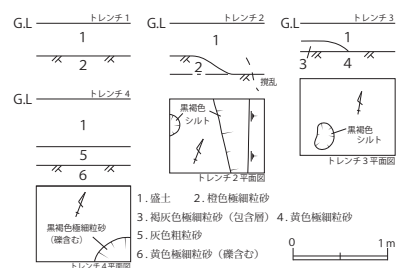 G.L トレンチ1
1
2
G.L トレンチ2
1
2
撹乱
G.L トレンチ3
1
3 4
黒褐色
シルト
トレンチ2平面図
黒褐色
シルト
トレンチ3平面図
G.L トレンチ4
1
5
6
黒褐色極細粒砂
（礫含む）
トレンチ4平面図
1. 盛土 2. 橙色極細粒砂
3. 褐灰色極細粒砂（包含層） 4. 黄色極細粒砂
5. 灰色粗粒砂
6. 黄色極細粒砂（礫含む）
0 1m